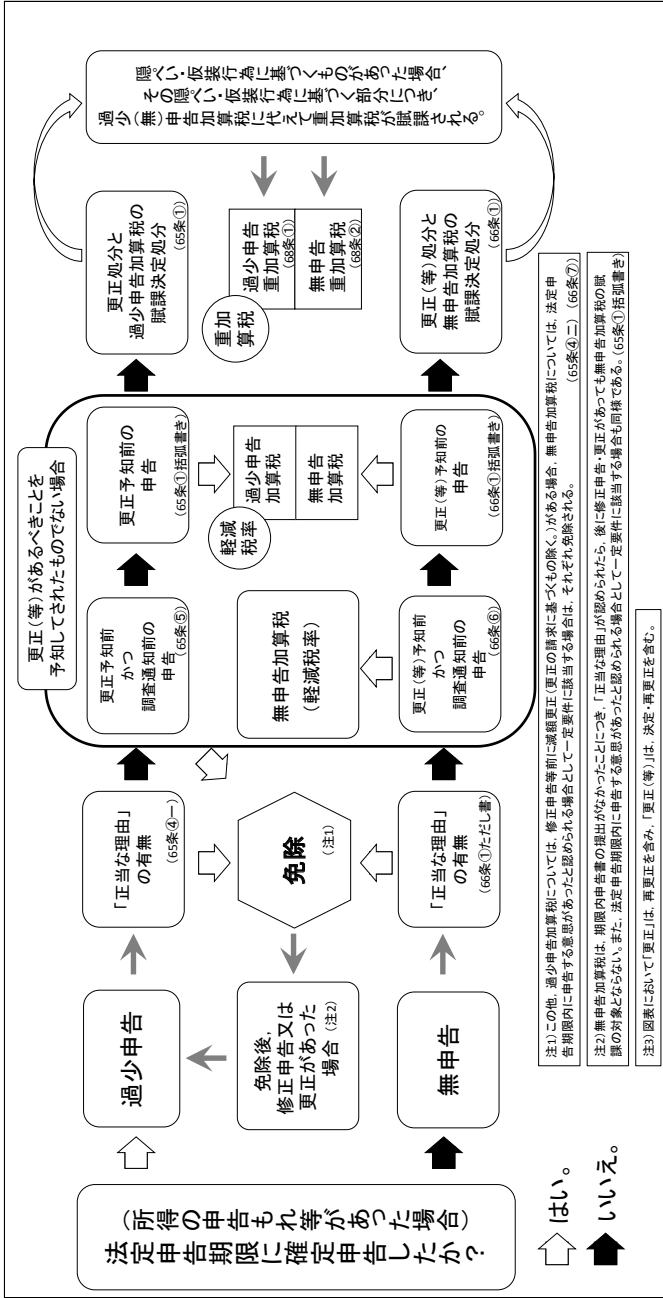 （所得の申告もれ等があった場合）
法定申告期限に確定申告したか？
はい。
いいえ。
過少申告
免除後，
修正申告又は
更正があった
場合（注2）
無申告
「正当な理由」
の有無
（65条④一）
免除
（注1）
「正当な理由」
の有無
（66条①ただし書）
更正（等）があるべきことを
予知してされたものでない場合
更正予知前
かつ
調査通知前の
申告
（65条⑤）
無申告加算税
（軽減税率）
更正（等）予知前
かつ
調査通知前の
申告
（66条⑥）
更正予知前の
申告
（65条①括弧書き）
軽減
税率
過少申告
加算税
無申告
加算税
更正（等）予知前の
申告
（66条①括弧書き）
更正処分と
過少申告加算税の
賦課決定処分
（65条①）
重加
算税
過少申告
重加算税
（68条①）
無申告
重加算税
（68条②）
更正（等）処分と
無申告加算税の
賦課決定処分
（66条①）
隠ぺい・仮装行為に基づくものがあった場合、
その隠ぺい・仮装行為に基づく部分につき、
過少（無）申告加算税に代えて重加算税が賦課される。
注1）この他，過少申告加算税については，修正申告等前に減額更正（更正の請求に基づくもの除く。）がある場合，無申告加算税については，法定申
告期限内に申告する意思があったと認められる場合として一定要件に該当する場合は，それぞれ免除される。　（65条④二）（66条⑦）
注2）無申告加算税は，期限内申告書の提出がなかったことにつき，「正当な理由」が認められたら，後に修正申告・更正があっても無申告加算税の賦
課の対象とならない。また，法定申告期限内に申告する意思があったと認められる場合として一定要件に該当する場合も同様である。（65条①括弧書き）
注3）図表において「更正」は，再更正を含み，「更正（等）」は，決定・再更正を含む。